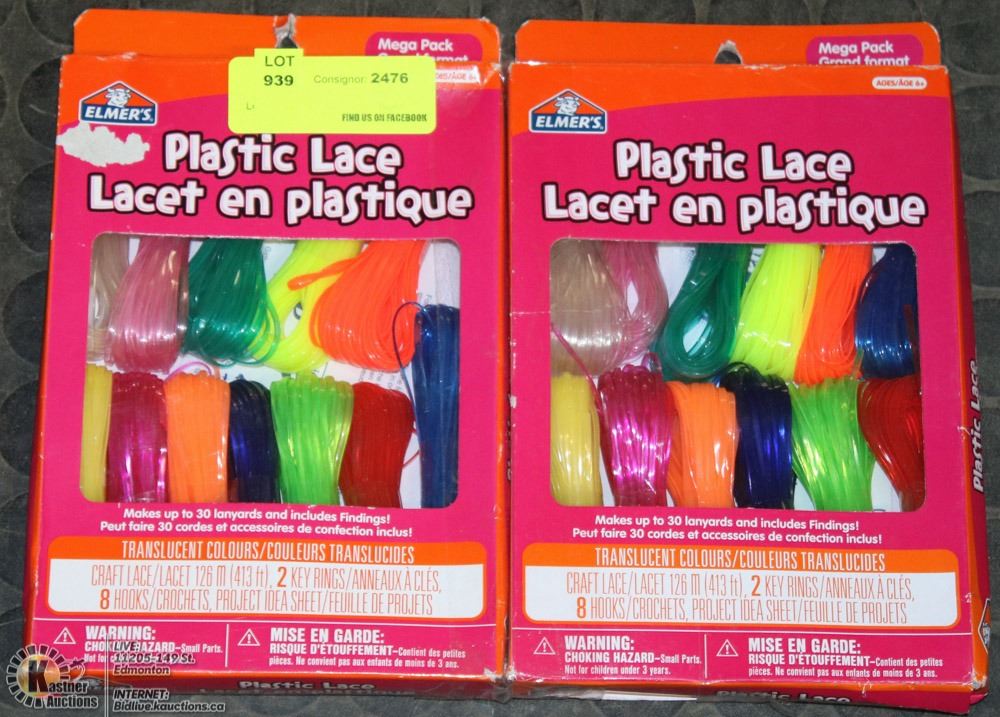 Mega Pack
LOT
939
Consignor: 2476
FIND US ON FACEBOOK
ELMER'S
Plastic Lace
Lacet en plastique
Makes up to 30 lanyards and includes Findings!
Peut faire 30 cordes et accessoires de confection inclus!
TRANSLUCENT COLOURS/COULEURS TRANSLUCIDES
CRAFT LACE/LACET 126 M (413 ft), 2 KEY RINGS/ANNEAUX À CLÉS,
8 HOOKS/CROCHETS, PROJECT IDEA SHEET/FEUILLE DE PROJETS
WARNING:
CHOKING HAZARD–Small Parts.
MISE EN GARDE:
RISQUE D'ÉTOUFFEMENT–Contient des petites
pièces. Ne convient pas aux enfants de moins de 3 ans.
Plastic Lace
Mega Pack
Grand format
AGES/ÂGE 6+
ELMER'S
Plastic Lace
Lacet en plastique
Makes up to 30 lanyards and includes Findings!
Peut faire 30 cordes et accessoires de confection inclus!
TRANSLUCENT COLOURS/COULEURS TRANSLUCIDES
CRAFT LACE/LACET 126 M (413 ft), 2 KEY RINGS/ANNEAUX À CLÉS,
8 HOOKS/CROCHETS, PROJECT IDEA SHEET/FEUILLE DE PROJETS
WARNING:
CHOKING HAZARD–Small Parts.
Not for children under 3 years.
MISE EN GARDE:
RISQUE D'ÉTOUFFEMENT–Contient des petites
pièces. Ne convient pas aux enfants de moins de 3 ans.
Plastic Lace
Plastic Lace
Kastner
Auctions
LIVE:
11205-149 St.
Edmonton
INTERNET:
Bidlive.kauctions.ca